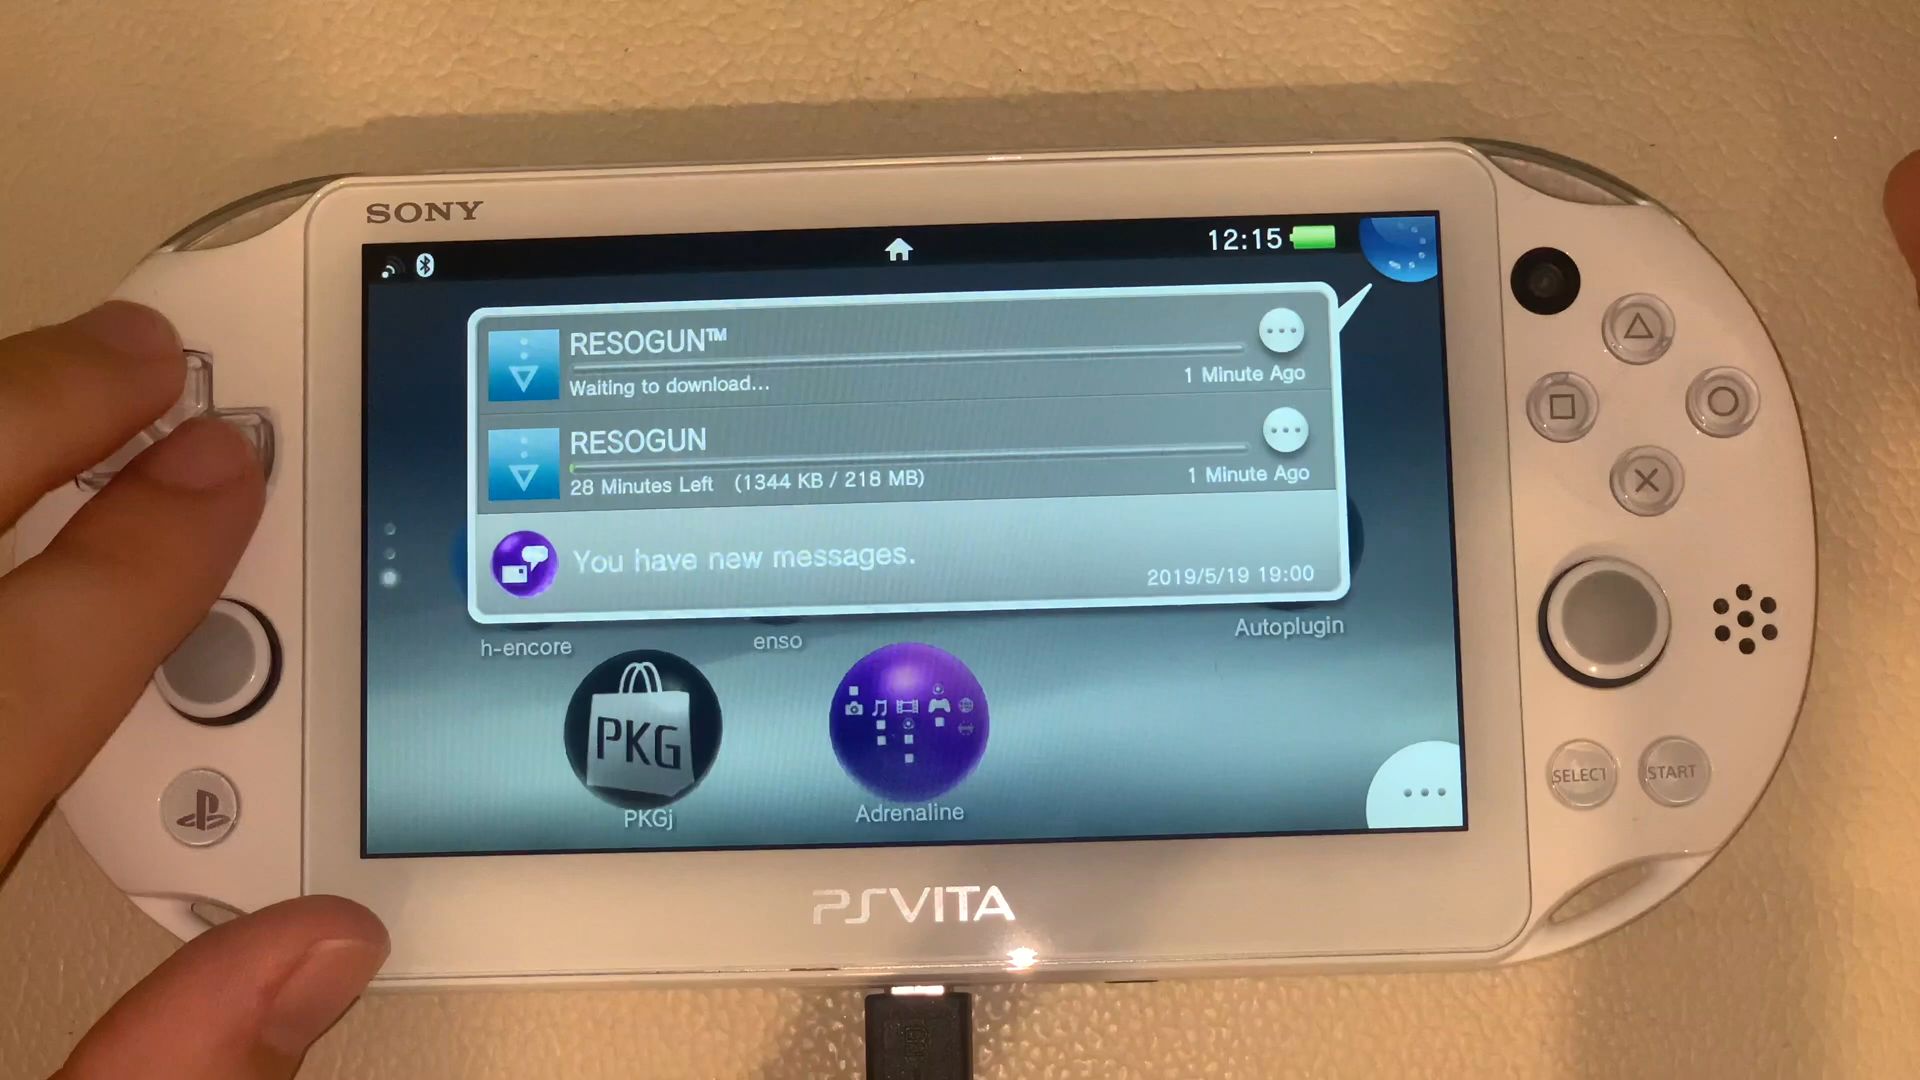 SONY
12:15
RESOGUN™
Waiting to download...
1 Minute Ago
RESOGUN
28 Minutes Left (1344 KB / 218 MB)
1 Minute Ago
You have new messages.
2019/5/19 19:00
h-encore
enso
Autoplugin
PKG
PKGj
Adrenaline
SELECT
START
PSVITA